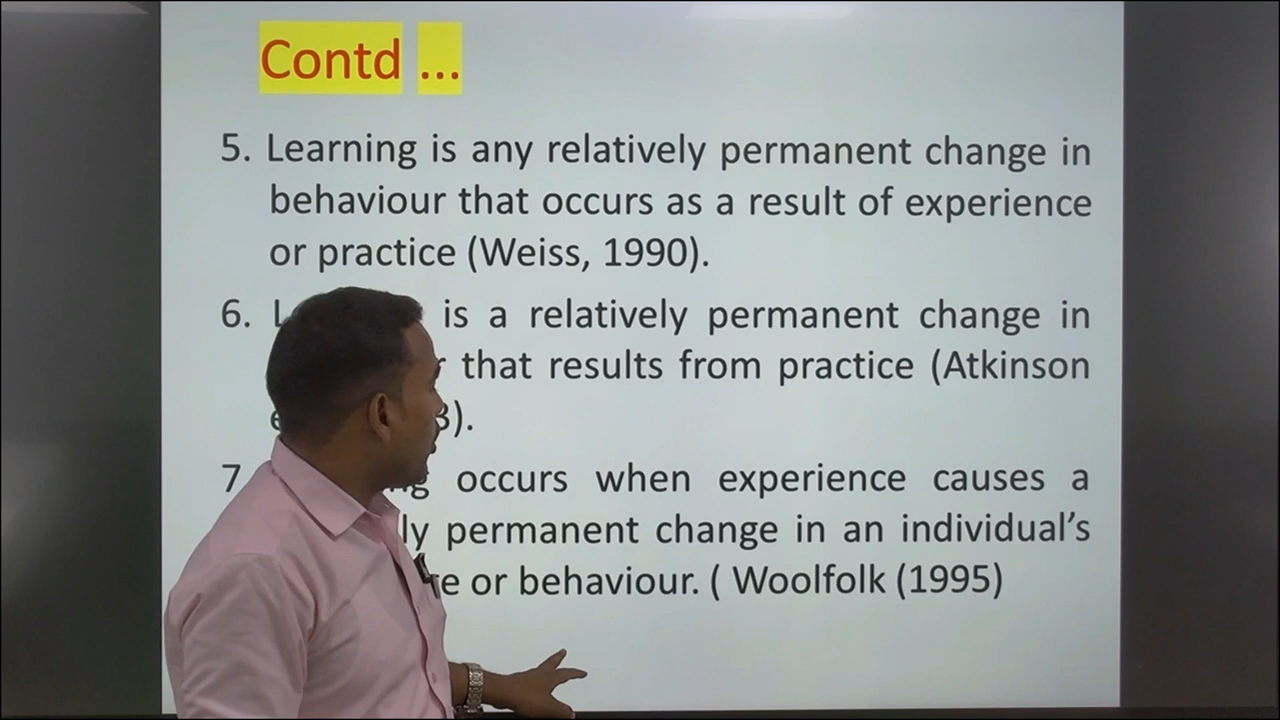 Contd ...
5. Learning is any relatively permanent change in
behaviour that occurs as a result of experience
or practice (Weiss, 1990).
6. is a relatively permanent change in
that results from practice (Atkinson
3).
7 occurs when experience causes a
permanent change in an individual's
or behaviour. ( Woolfolk (1995)